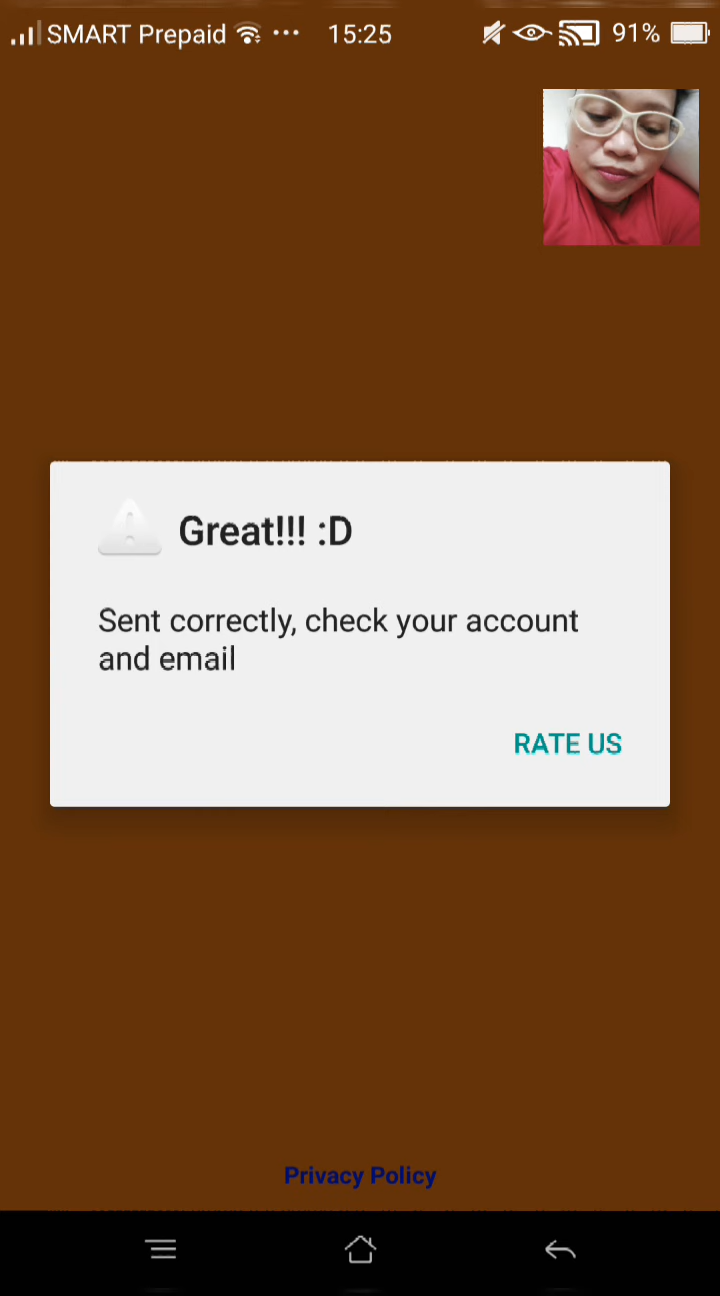 SMART Prepaid 15:25 91%
Great!!! :D
Sent correctly, check your account
and email
RATE US
Privacy Policy